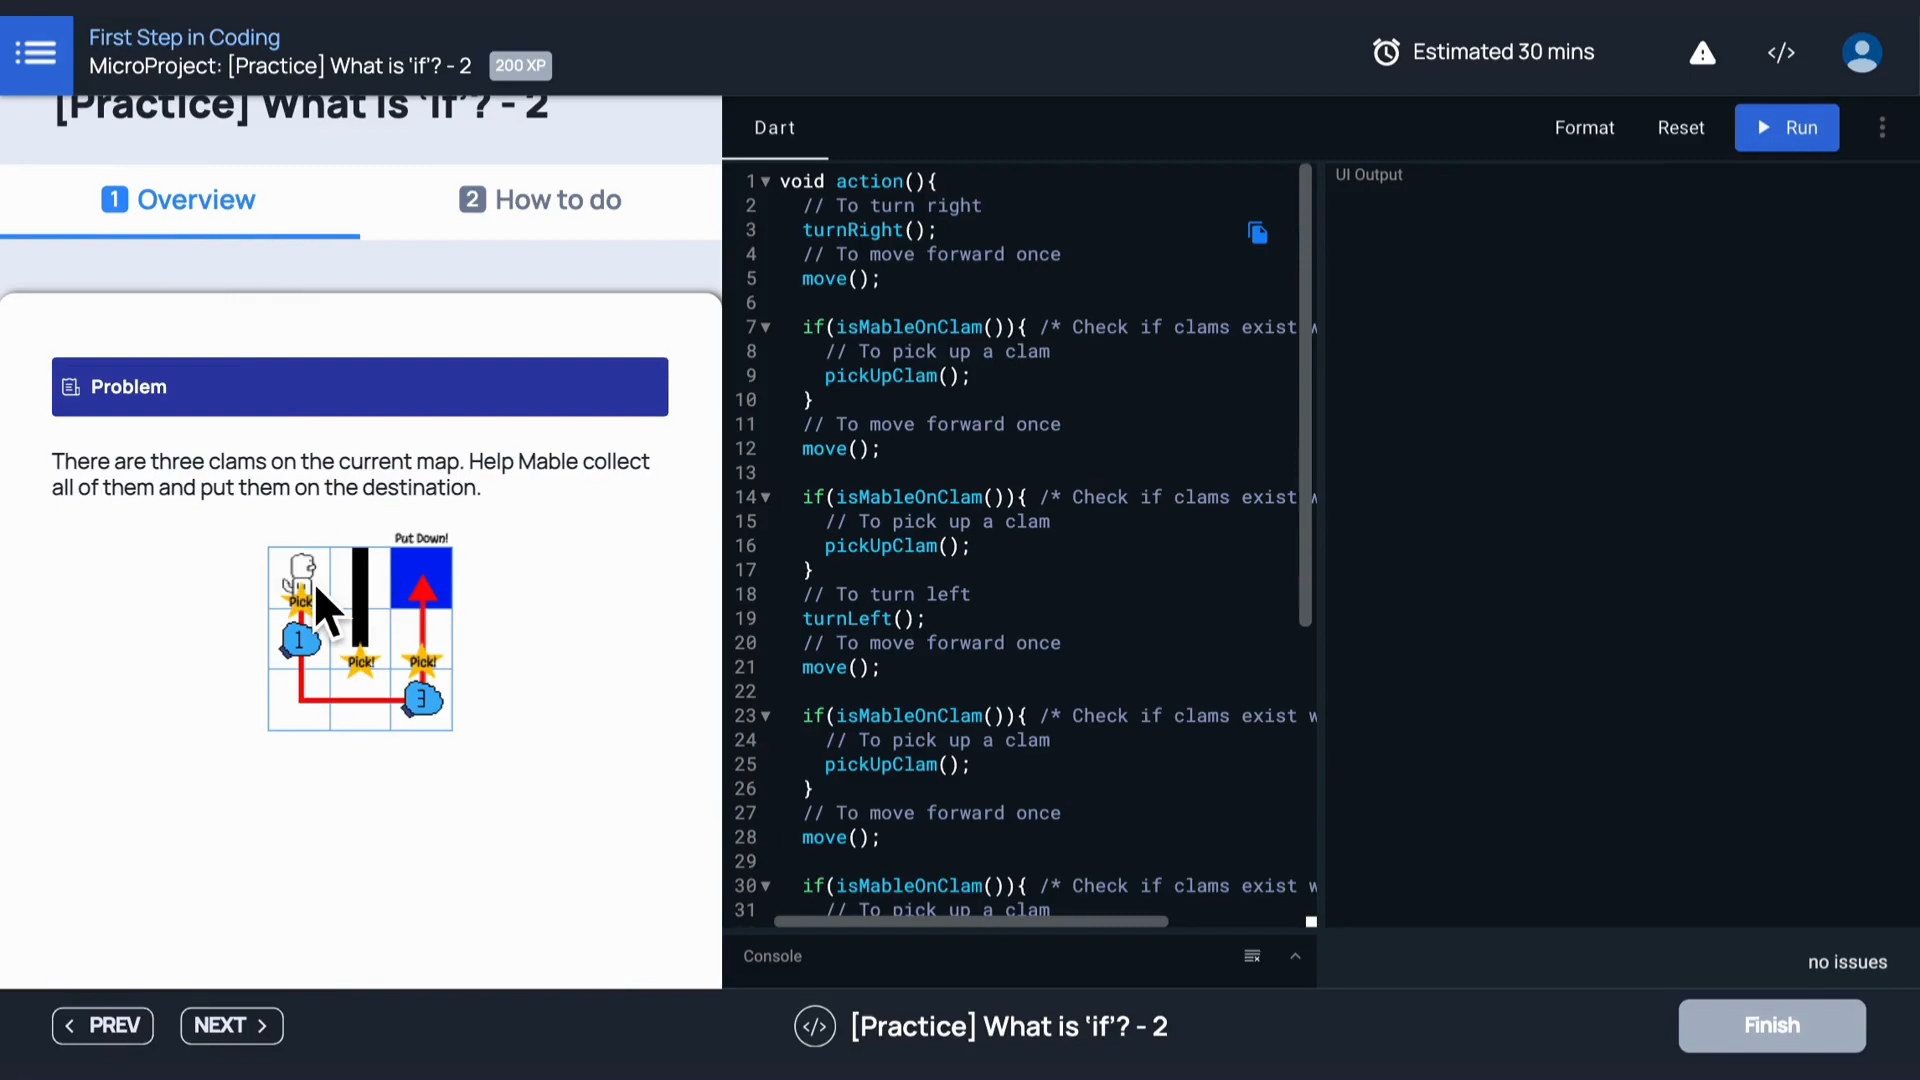 First Step in Coding
MicroProject: [Practice] What is 'if'? - 2
200 XP
Estimated 30 mins
</>
[Practice] What is 'if'? - 2
1 Overview
2 How to do
Problem
There are three clams on the current map. Help Mable collect
all of them and put them on the destination.
Put Down!
Pick
1
Pick!
Pick!
3
Dart
Format
Reset
Run
1 void action(){
2 // To turn right
3 turnRight();
4 // To move forward once
5 move();
6
7 if(isMableOnClam()){ /* Check if clams exist w
8 // To pick up a clam
9 pickUpClam();
10 }
11 // To move forward once
12 move();
13
14 if(isMableOnClam()){ /* Check if clams exist w
15 // To pick up a clam
16 pickUpClam();
17 }
18 // To turn left
19 turnLeft();
20 // To move forward once
21 move();
22
23 if(isMableOnClam()){ /* Check if clams exist w
24 // To pick up a clam
25 pickUpClam();
26 }
27 // To move forward once
28 move();
29
30 if(isMableOnClam()){ /* Check if clams exist w
31 // To pick up a clam
UI Output
Console
no issues
PREV
NEXT
</> [Practice] What is 'if'? - 2
Finish